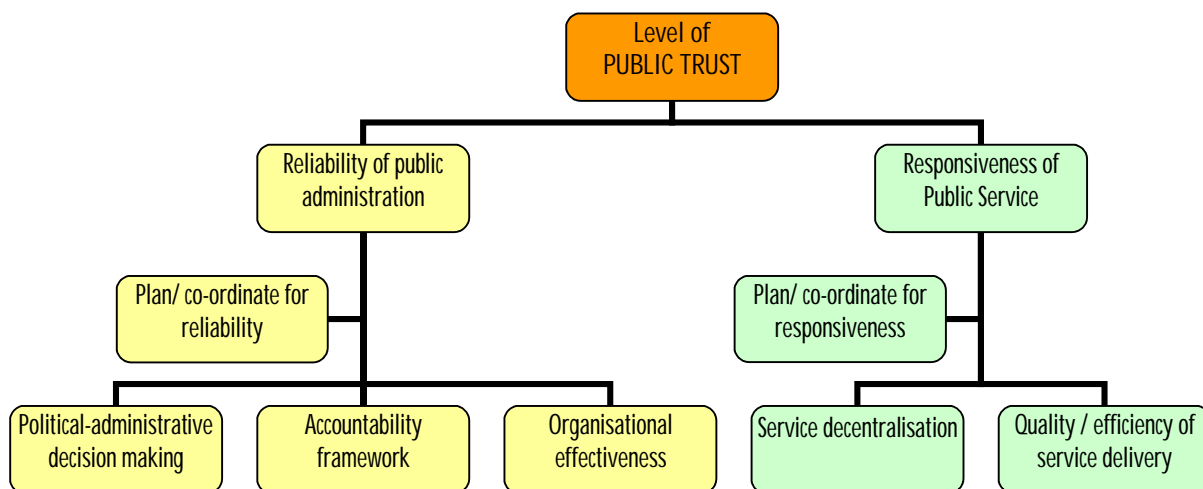 Level of
PUBLIC TRUST
Reliability of public
administration
Responsiveness of
Public Service
Plan/ co-ordinate for
reliability
Plan/ co-ordinate for
responsiveness
Political-administrative
decision making
Accountability
framework
Organisational
effectiveness
Service decentralisation
Quality / efficiency of
service delivery